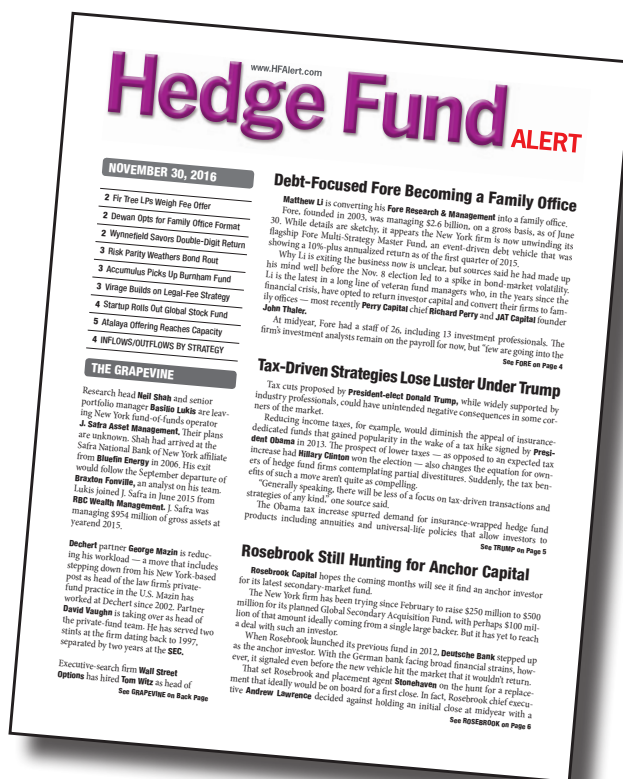 www.HFAlert.com
Hedge Fund ALERT
NOVEMBER 30, 2016
2 Fir Tree LPs Weigh Fee Offer
2 Dewan Opts for Family Office Format
2 Wynnefield Savors Double-Digit Return
3 Risk Parity Weathers Bond Rout
3 Accumulus Picks Up Burnham Fund
3 Virage Builds on Legal-Fee Strategy
4 Startup Rolls Out Global Stock Fund
5 Atalaya Offering Reaches Capacity
4 INFLOWS/OUTFLOWS BY STRATEGY
THE GRAPEVINE
Research head Neil Shah and senior
portfolio manager Basilio Lukis are leav-
ing New York fund-of-funds operator
J. Safra Asset Management. Their plans
are unknown. Shah had arrived at the
Safra National Bank of New York affiliate
from Bluefin Energy in 2006. His exit
would follow the September departure of
Braxton Fonville, an analyst on his team.
Lukis joined J. Safra in June 2015 from
RBC Wealth Management. J. Safra was
managing $954 million of gross assets at
yearend 2015.
Dechert partner George Mazin is reduc-
ing his workload — a move that includes
stepping down from his New York-based
post as head of the law firm's private-
fund practice in the U.S. Mazin has
worked at Dechert since 2002. Partner
David Vaughn is taking over as head of
the private-fund team. He has served two
stints at the firm dating back to 1997,
separated by two years at the SEC.
Executive-search firm Wall Street
Options has hired Tom Witz as head of
See GRAPEVINE on Back Page
Debt-Focused Fore Becoming a Family Office
Matthew Li is converting his Fore Research & Management into a family office.
Fore, founded in 2003, was managing $2.6 billion, on a gross basis, as of June
30. While details are sketchy, it appears the New York firm is now unwinding its
flagship Fore Multi-Strategy Master Fund, an event-driven debt vehicle that was
showing a 10%-plus annualized return as of the first quarter of 2015.
Why Li is exiting the business now is unclear, but sources said he had made up
his mind well before the Nov. 8 election led to a spike in bond-market volatility.
Li is the latest in a long line of veteran fund managers who, in the years since the
financial crisis, have opted to return investor capital and convert their firms to fam-
ily offices — most recently Perry Capital chief Richard Perry and JAT Capital founder
John Thaler.
At midyear, Fore had a staff of 26, including 13 investment professionals. The
firm's investment analysts remain on the payroll for now, but "few are going into the
See FORE on Page 4
Tax-Driven Strategies Lose Luster Under Trump
Tax cuts proposed by President-elect Donald Trump, while widely supported by
industry professionals, could have unintended negative consequences in some cor-
ners of the market.
Reducing income taxes, for example, would diminish the appeal of insurance-
dedicated funds that gained popularity in the wake of a tax hike signed by Presi-
dent Obama in 2013. The prospect of lower taxes — as opposed to an expected tax
increase had Hillary Clinton won the election — also changes the equation for own-
ers of hedge fund firms contemplating partial divestitures. Suddenly, the tax ben-
efits of such a move aren't quite as compelling.
"Generally speaking, there will be less of a focus on tax-driven transactions and
strategies of any kind," one source said.
The Obama tax increase spurred demand for insurance-wrapped hedge fund
products including annuities and universal-life policies that allow investors to
See TRUMP on Page 5
Rosebrook Still Hunting for Anchor Capital
Rosebrook Capital hopes the coming months will see it find an anchor investor
for its latest secondary-market fund.
The New York firm has been trying since February to raise $250 million to $500
million for its planned Global Secondary Acquisition Fund, with perhaps $100 mil-
lion of that amount ideally coming from a single large backer. But it has yet to reach
a deal with such an investor.
When Rosebrook launched its previous fund in 2012, Deutsche Bank stepped up
as the anchor investor. With the German bank facing broad financial strains, how-
ever, it signaled even before the new vehicle hit the market that it wouldn't return.
That set Rosebrook and placement agent Stonehaven on the hunt for a replace-
ment that ideally would be on board for a first close. In fact, Rosebrook chief execu-
tive Andrew Lawrence decided against holding an initial close at midyear with a
See ROSEBROOK on Page 6